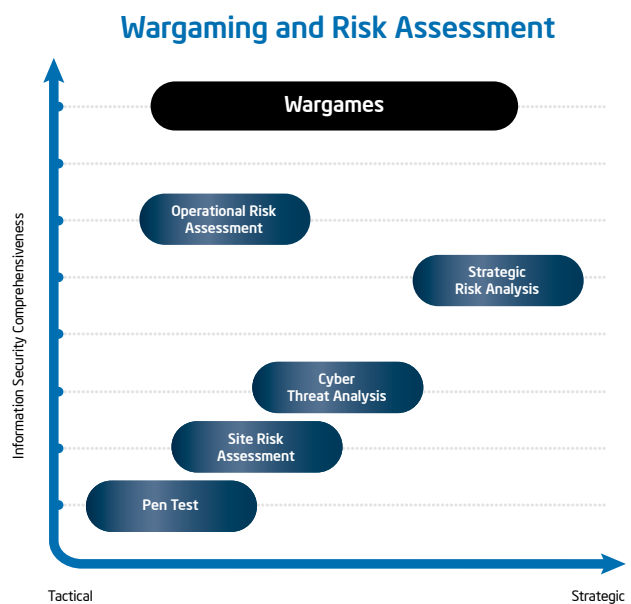 Wargaming and Risk Assessment
Wargames
Operational Risk
Assessment
Strategic
Risk Analysis
Cyber
Threat Analysis
Site Risk
Assessment
Pen Test
Information Security Comprehensiveness
Tactical
Strategic